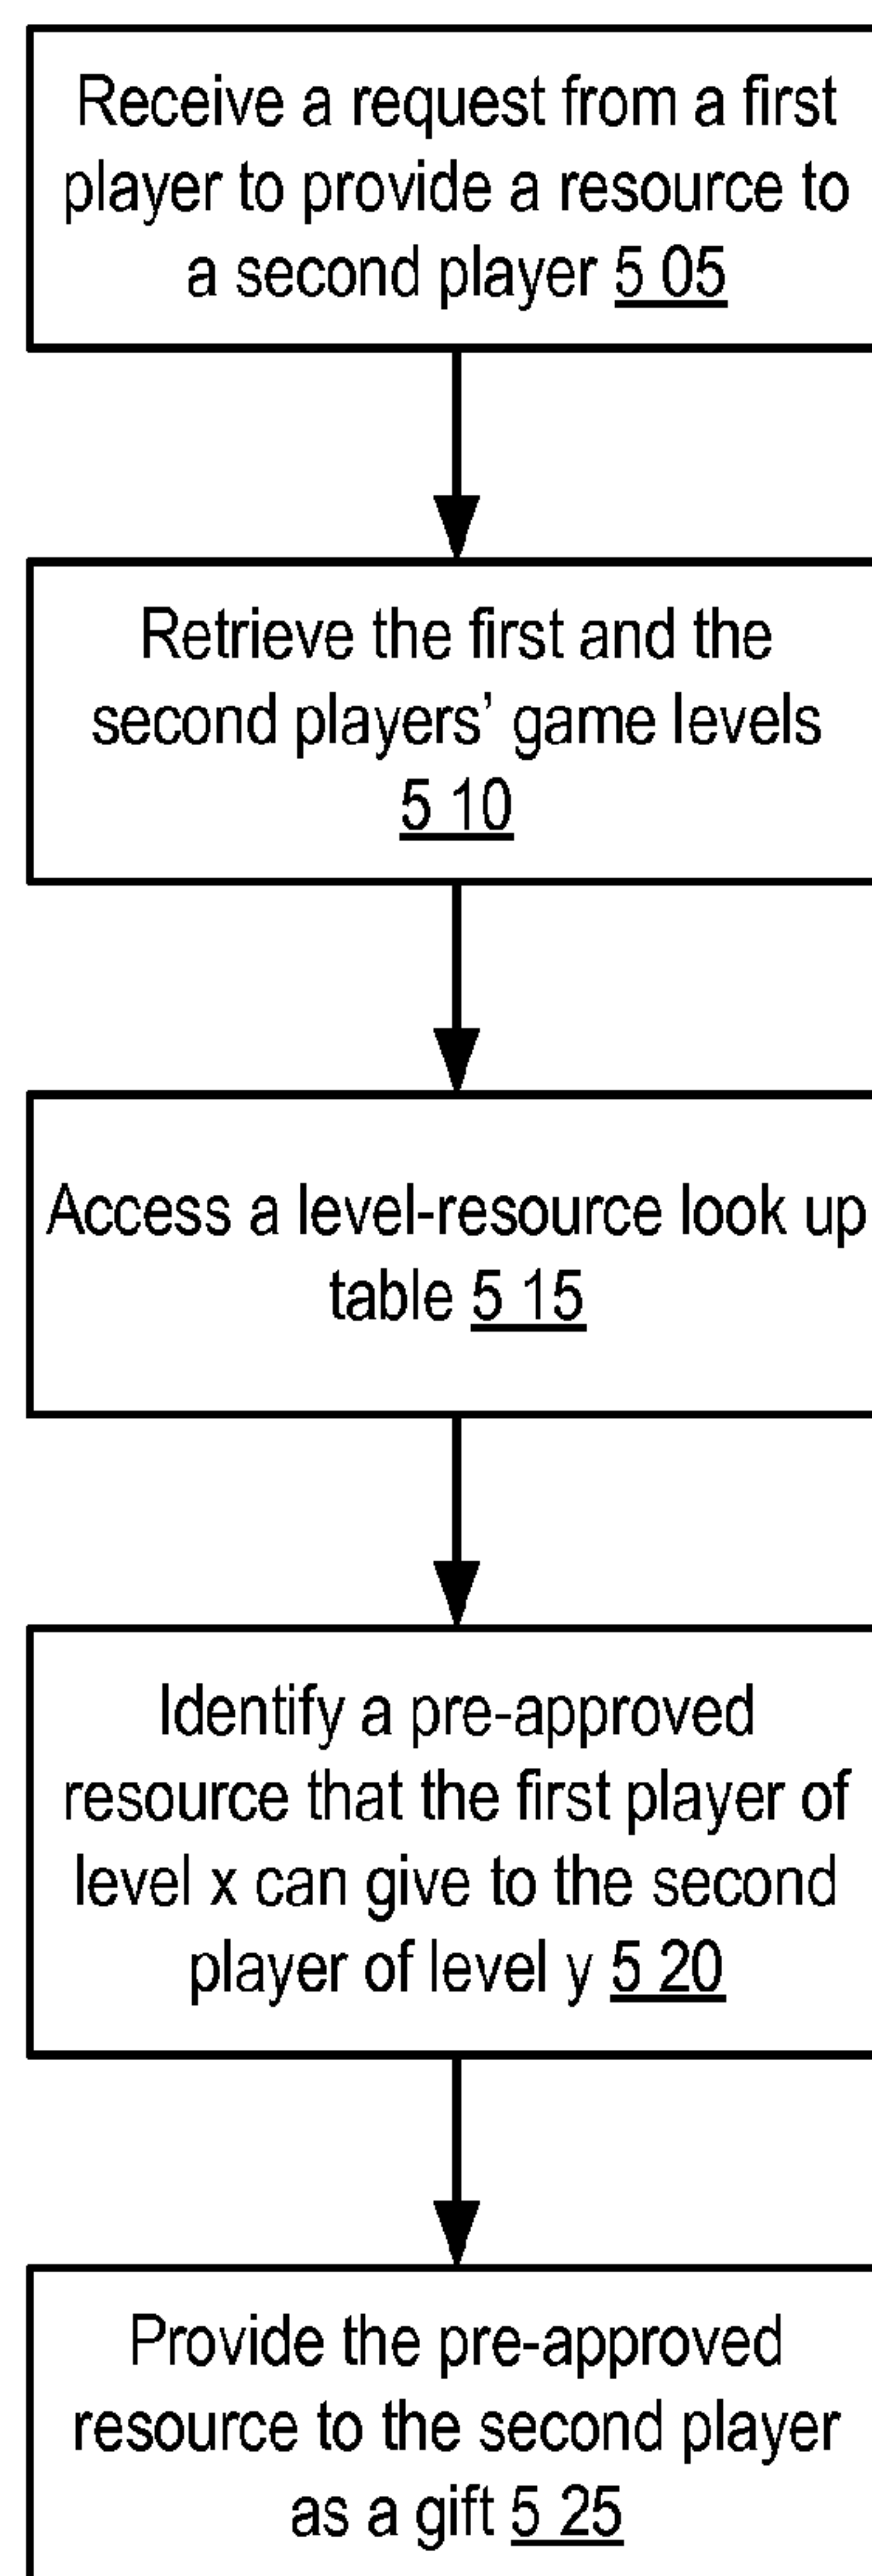 Receive a request from a first
player to provide a resource to
a second player 5 05
Retrieve the first and the
second players’ game levels
5 10
Access a level-resource look up
table 5 15
Identify a pre-approved
resource that the first player of
level x can give to the second
player of level y 5 20
Provide the pre-approved
resource to the second player
as a gift 5 25